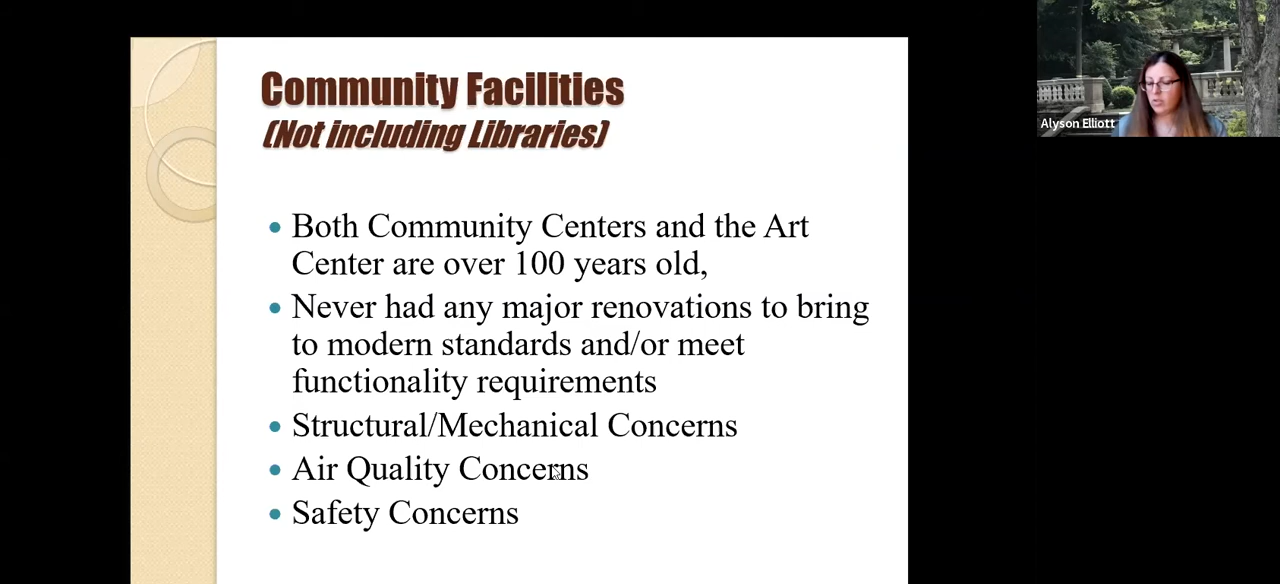 Community Facilities
(Not including Libraries)
Both Community Centers and the Art
Center are over 100 years old,
Never had any major renovations to bring
to modern standards and/or meet
functionality requirements
Structural/Mechanical Concerns
Air Quality Concerns
Safety Concerns
Alyson Elliott